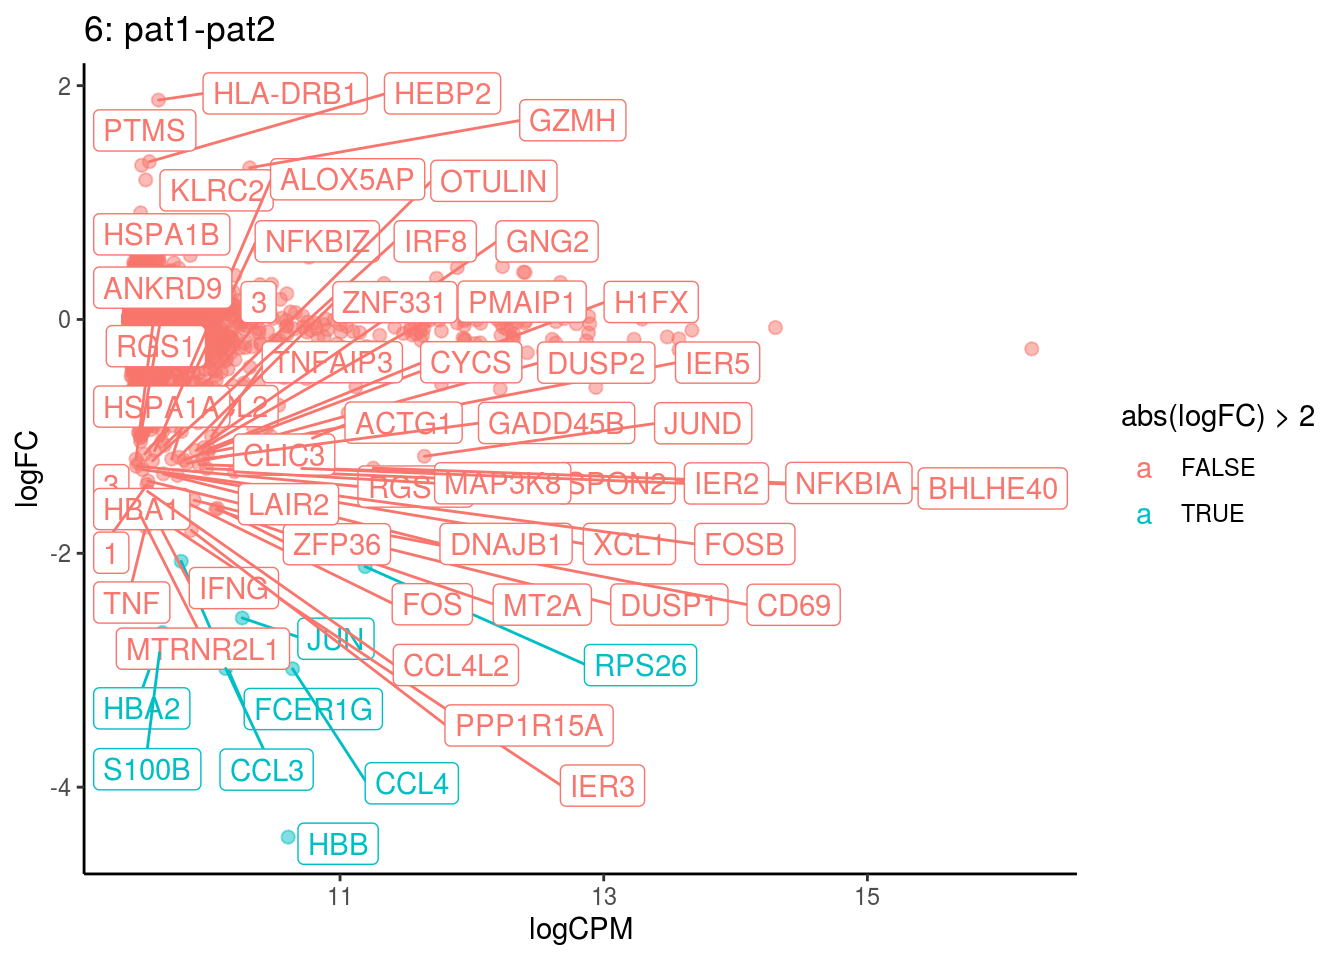 6: pat1-pat2
2
HLA-DRB1
HEBP2
GZMH
PTMS
KLRC2
ALOX5AP
OTULIN
HSPA1B
NFKBIZ
IRF8
GNG2
ANKRD9
3
ZNF331
PMAIP1
H1FX
0
RGS1
TNFAIP3
CYCS
DUSP2
IER5
HSPA1A
ACTG1
GADD45B
JUND
CLIC3
abs(logFC) > 2
a FALSE
a TRUE
logFC
3
MAP3K8
SPON2
IER2
NFKBIA
BHLHE40
HBA1
LAIR2
1
ZFP36
DNAJB1
XCL1
FOSB
-2
TNF
IFNG
FOS
MT2A
DUSP1
CD69
MTRNR2L1
JUN
CCL4L2
RPS26
HBA2
FCER1G
PPP1R15A
S100B
CCL3
CCL4
IER3
-4
HBB
11
13
15
logCPM